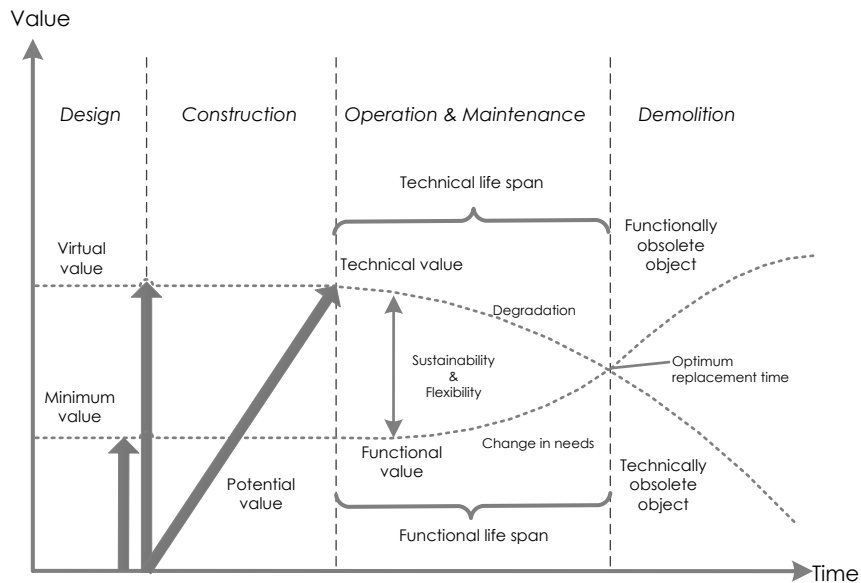 Value
Design
Construction
Operation & Maintenance
Demolition
Technical life span
Functionally
obsolete
object
Virtual
value
Technical value
Degradation
Sustainability
&
Flexibility
Optimum
replacement time
Minimum
value
Change in needs
Functional
value
Potential
value
Technically
obsolete
object
Functional life span
Time